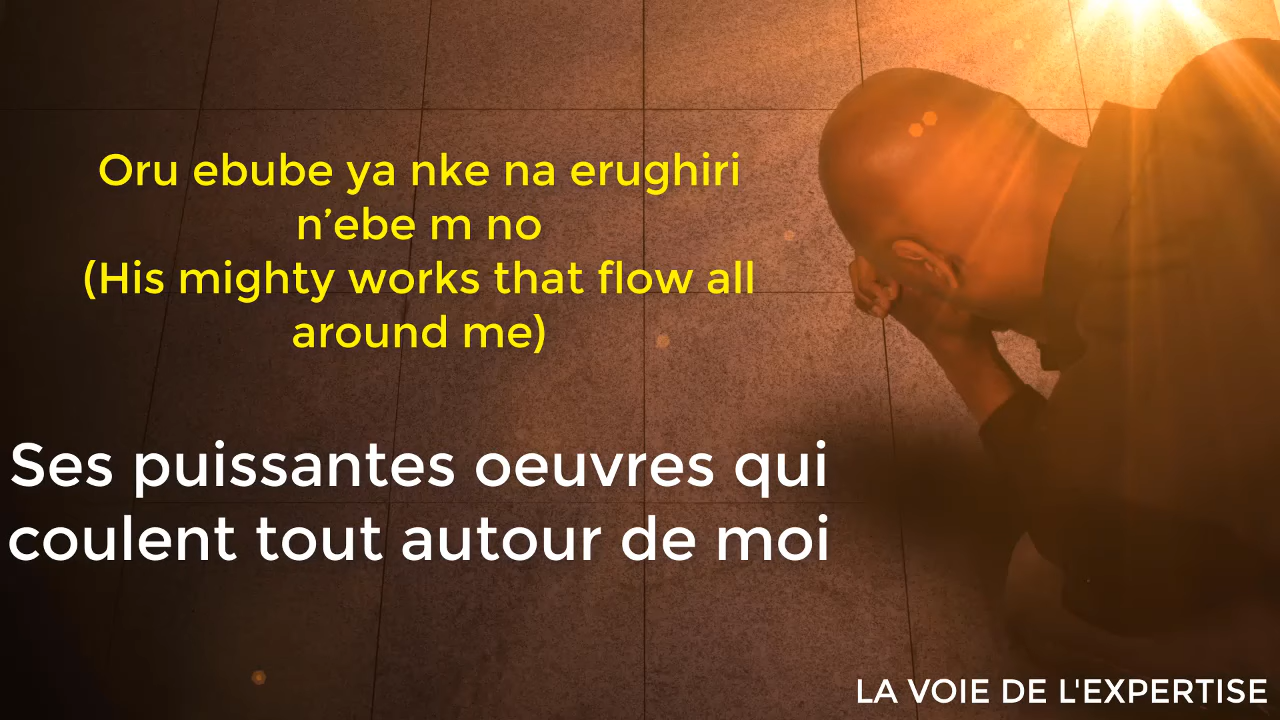 Oru ebube ya nke na erughiri
n’ebe m no
(His mighty works that flow all
around me)
Ses puissantes oeuvres qui
coulent tout autour de moi
LA VOIE DE L'EXPERTISE